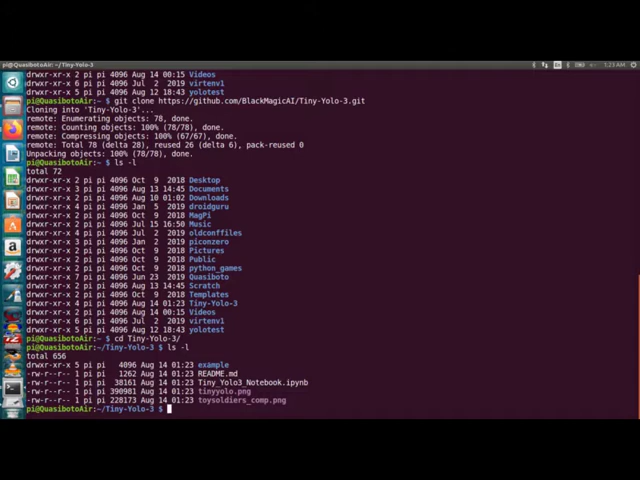 pi@QuasibotoAir: ~/Tiny-Yolo-3
En
1:23 AM
drwxr-xr-x 2 pi pi 4096 Aug 14 00:15 Videos
drwxr-xr-x 6 pi pi 4096 Jul  2  2019 virtenv1
drwxr-xr-x 5 pi pi 4096 Aug 12 18:43 yolotest
pi@QuasibotoAir:~ $ git clone https://github.com/BlackMagicAI/Tiny-Yolo-3.git
Cloning into 'Tiny-Yolo-3'...
remote: Enumerating objects: 78, done.
remote: Counting objects: 100% (78/78), done.
remote: Compressing objects: 100% (67/67), done.
remote: Total 78 (delta 28), reused 26 (delta 6), pack-reused 0
Unpacking objects: 100% (78/78), done.
pi@QuasibotoAir:~ $ ls -l
total 72
drwxr-xr-x 2 pi pi 4096 Oct  9  2018 Desktop
drwxr-xr-x 3 pi pi 4096 Aug 13 14:45 Documents
drwxr-xr-x 2 pi pi 4096 Aug 10 01:02 Downloads
drwxr-xr-x 4 pi pi 4096 Jan  5  2019 droidguru
drwxr-xr-x 2 pi pi 4096 Oct  9  2018 MagPi
drwxr-xr-x 2 pi pi 4096 Jul 15 16:50 Music
drwxr-xr-x 4 pi pi 4096 Jul  2  2019 oldconffiles
drwxr-xr-x 3 pi pi 4096 Jan  2  2019 piconzero
drwxr-xr-x 2 pi pi 4096 Oct  9  2018 Pictures
drwxr-xr-x 2 pi pi 4096 Oct  9  2018 Public
drwxr-xr-x 2 pi pi 4096 Oct  9  2018 python_games
drwxr-xr-x 7 pi pi 4096 Jun 23  2019 Quasiboto
drwxr-xr-x 2 pi pi 4096 Aug 13 14:45 Scratch
drwxr-xr-x 2 pi pi 4096 Oct  9  2018 Templates
drwxr-xr-x 4 pi pi 4096 Aug 14 01:23 Tiny-Yolo-3
drwxr-xr-x 2 pi pi 4096 Aug 14 00:15 Videos
drwxr-xr-x 6 pi pi 4096 Jul  2  2019 virtenv1
drwxr-xr-x 5 pi pi 4096 Aug 12 18:43 yolotest
pi@QuasibotoAir:~ $ cd Tiny-Yolo-3/
pi@QuasibotoAir:~/Tiny-Yolo-3 $ ls -l
total 656
drwxr-xr-x 5 pi pi   4096 Aug 14 01:23 example
-rw-r--r-- 1 pi pi   1262 Aug 14 01:23 README.md
-rw-r--r-- 1 pi pi  38161 Aug 14 01:23 Tiny_Yolo3_Notebook.ipynb
-rw-r--r-- 1 pi pi 390981 Aug 14 01:23 tinyyolo.png
-rw-r--r-- 1 pi pi 228173 Aug 14 01:23 toysoldiers_comp.png
pi@QuasibotoAir:~/Tiny-Yolo-3 $